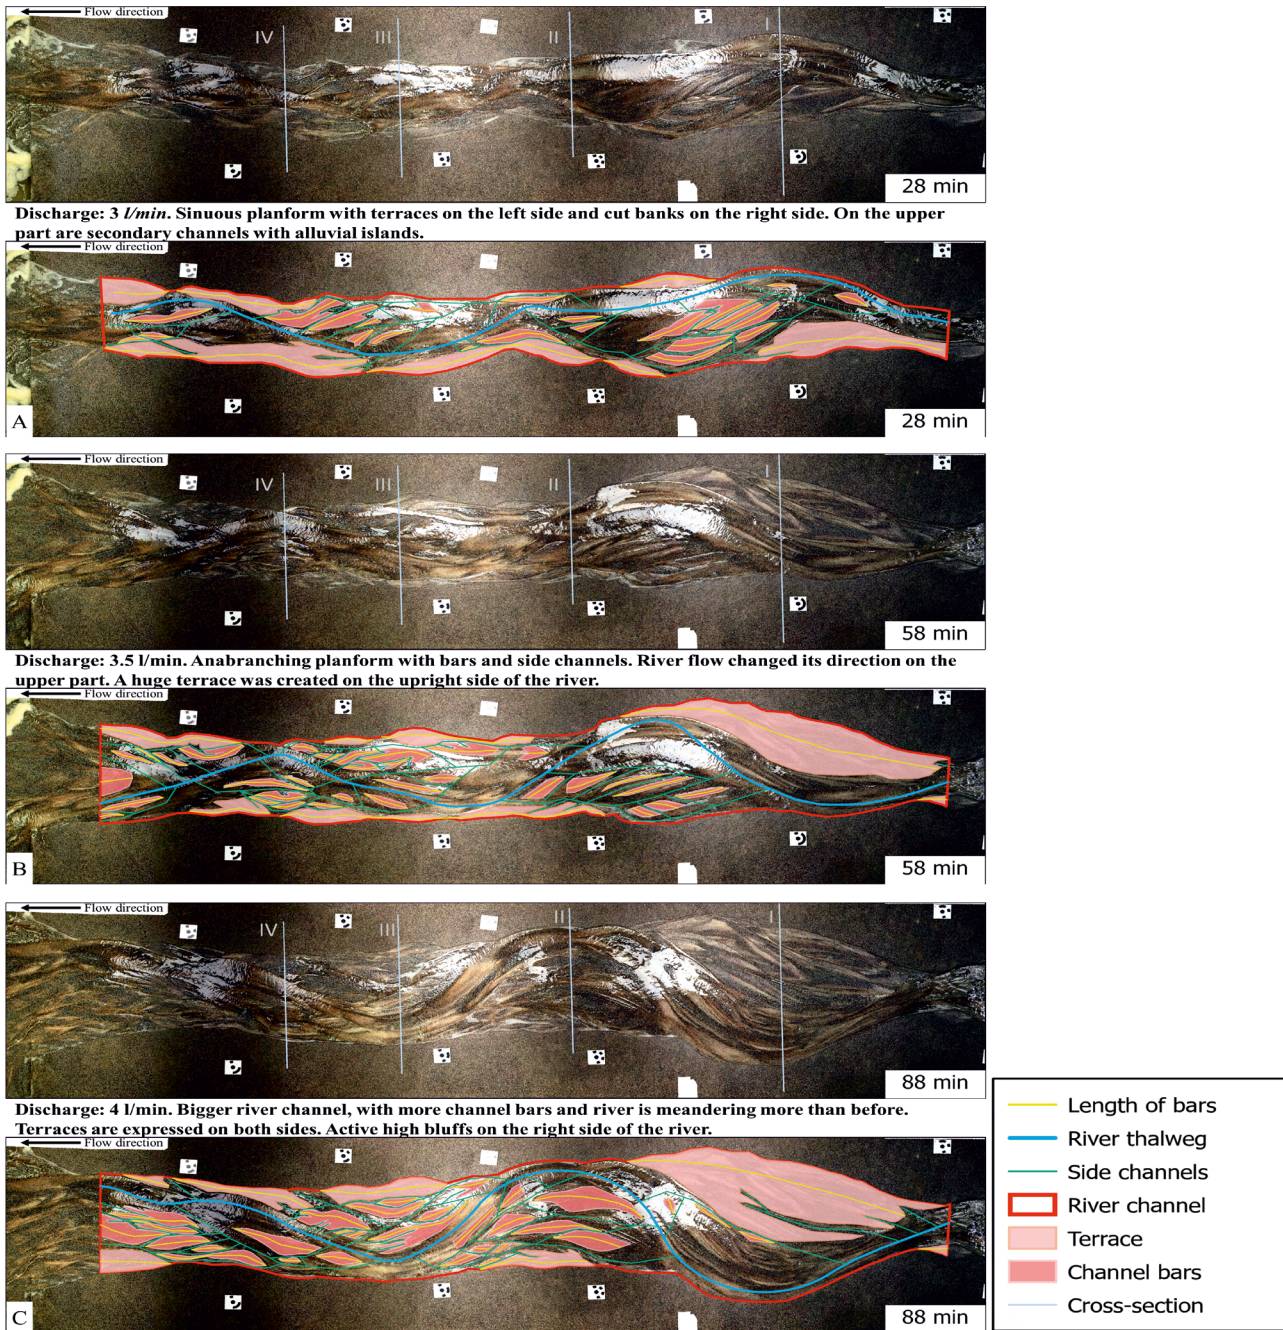 Flow direction
IV III II I
28 min
Discharge: 3 l/min. Sinuous planform with terraces on the left side and cut banks on the right side. On the upper
part are secondary channels with alluvial islands.
Flow direction
A
28 min
Flow direction
IV III II I
58 min
Discharge: 3.5 l/min. Anabranching planform with bars and side channels. River flow changed its direction on the
upper part. A huge terrace was created on the upright side of the river.
Flow direction
B
58 min
Flow direction
IV III II I
88 min
Discharge: 4 l/min. Bigger river channel, with more channel bars and river is meandering more than before.
Terraces are expressed on both sides. Active high bluffs on the right side of the river.
Flow direction
C
88 min
Length of bars
River thalweg
Side channels
River channel
Terrace
Channel bars
Cross-section